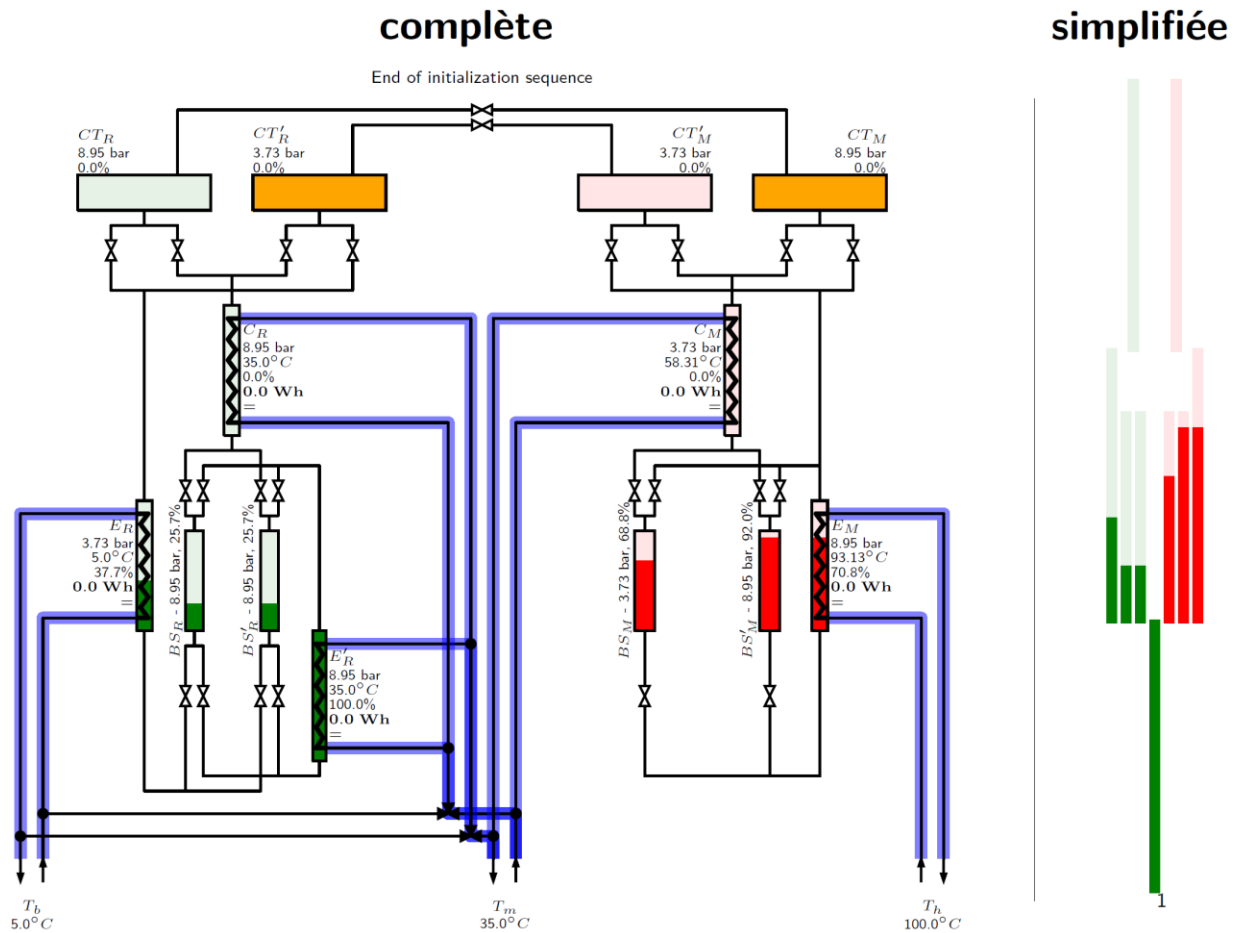 complète
simplifiée
End of initialization sequence
CT_R
8.95 bar
0.0%
CT'_R
3.73 bar
0.0%
CT'_M
3.73 bar
0.0%
CT_M
8.95 bar
0.0%
C_R
8.95 bar
35.0°C
0.0%
0.0 Wh
=
C_M
3.73 bar
58.31°C
0.0%
0.0 Wh
=
E_R
3.73 bar
5.0°C
37.7%
0.0 Wh
=
BS_R - 8.95 bar, 25.7%
BS'_R - 8.95 bar, 25.7%
E'_R
8.95 bar
35.0°C
100.0%
0.0 Wh
=
BS_M - 3.73 bar, 68.8%
BS'_M - 8.95 bar, 92.0%
E_M
8.95 bar
93.13°C
70.8%
0.0 Wh
=
T_b
5.0°C
T_m
35.0°C
T_h
100.0°C
1